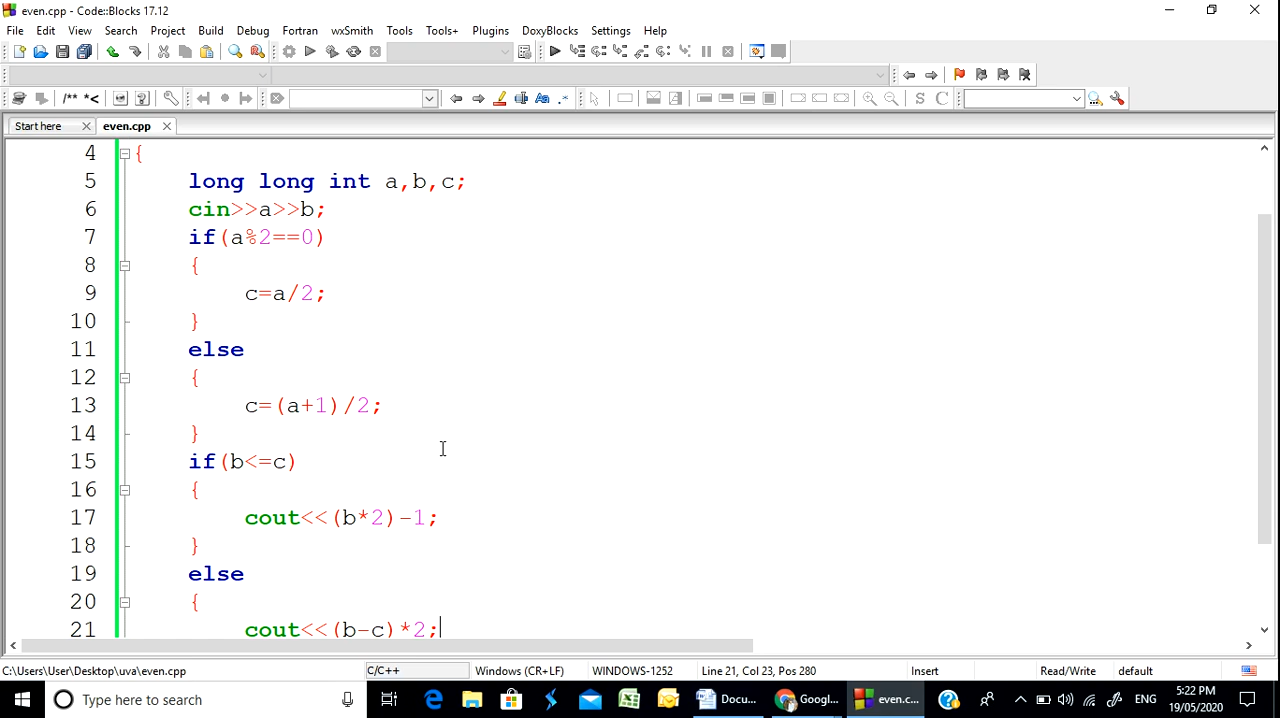 even.cpp - Code::Blocks 17.12
File Edit View Search Project Build Debug Fortran wxSmith Tools Tools+ Plugins DoxyBlocks Settings Help
/** *<
S C
Start here even.cpp
4 {
5 long long int a,b,c;
6 cin>>a>>b;
7 if(a%2==0)
8 {
9 c=a/2;
10 }
11 else
12 {
13 c=(a+1)/2;
14 }
15 if(b<=c)
16 {
17 cout<<(b*2)-1;
18 }
19 else
20 {
21 cout<<(b-c)*2;
C:\Users\User\Desktop\uva\even.cpp C/C++ Windows (CR+LF) WINDOWS-1252 Line 21, Col 23, Pos 280 Insert Read/Write default
Type here to search Docu... Googl... even.c... ENG 5:22 PM
19/05/2020